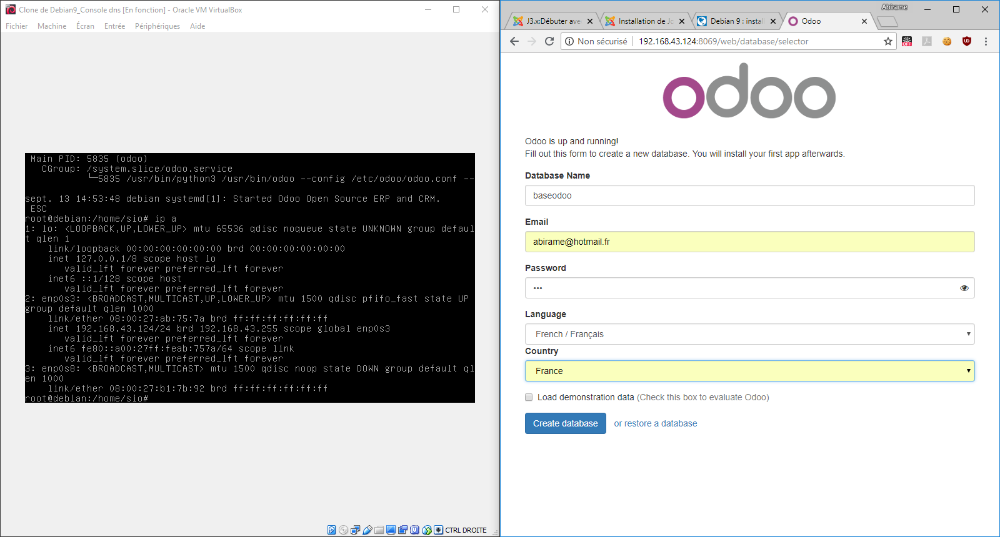 Clone de Debian9_Console dns [En fonction] - Oracle VM VirtualBox
Fichier Machine Écran Entrée Périphériques Aide
Main PID: 5835 (odoo)
CGroup: /system.slice/odoo.service
└─5835 /usr/bin/python3 /usr/bin/odoo --config /etc/odoo/odoo.conf --
sept. 13 14:53:48 debian systemd[1]: Started Odoo Open Source ERP and CRM.
ESC
root@debian:/home/sio# ip a
1: lo: <LOOPBACK,UP,LOWER_UP> mtu 65536 qdisc noqueue state UNKNOWN group defaul
t qlen 1
link/loopback 00:00:00:00:00:00 brd 00:00:00:00:00:00
inet 127.0.0.1/8 scope host lo
valid_lft forever preferred_lft forever
inet6 ::1/128 scope host
valid_lft forever preferred_lft forever
2: enp0s3: <BROADCAST,MULTICAST,UP,LOWER_UP> mtu 1500 qdisc pfifo_fast state UP
group default qlen 1000
link/ether 08:00:27:ab:75:7a brd ff:ff:ff:ff:ff:ff
inet 192.168.43.124/24 brd 192.168.43.255 scope global enp0s3
valid_lft forever preferred_lft forever
inet6 fe80::a00:27ff:feab:757a/64 scope link
valid_lft forever preferred_lft forever
3: enp0s8: <BROADCAST,MULTICAST> mtu 1500 qdisc noop state DOWN group default ql
en 1000
link/ether 08:00:27:b1:7b:92 brd ff:ff:ff:ff:ff:ff
root@debian:/home/sio#
CTRL DROITE
Abirame
J3.x:Débuter ave
Installation de Jo
Debian 9 : install
Odoo
Non sécurisé
192.168.43.124:8069/web/database/selector
OFF
odoo
Odoo is up and running!
Fill out this form to create a new database. You will install your first app afterwards.
Database Name
baseodoo
Email
abirame@hotmail.fr
Password
•••
Language
French / Français
Country
France
Load demonstration data (Check this box to evaluate Odoo)
Create database or restore a database